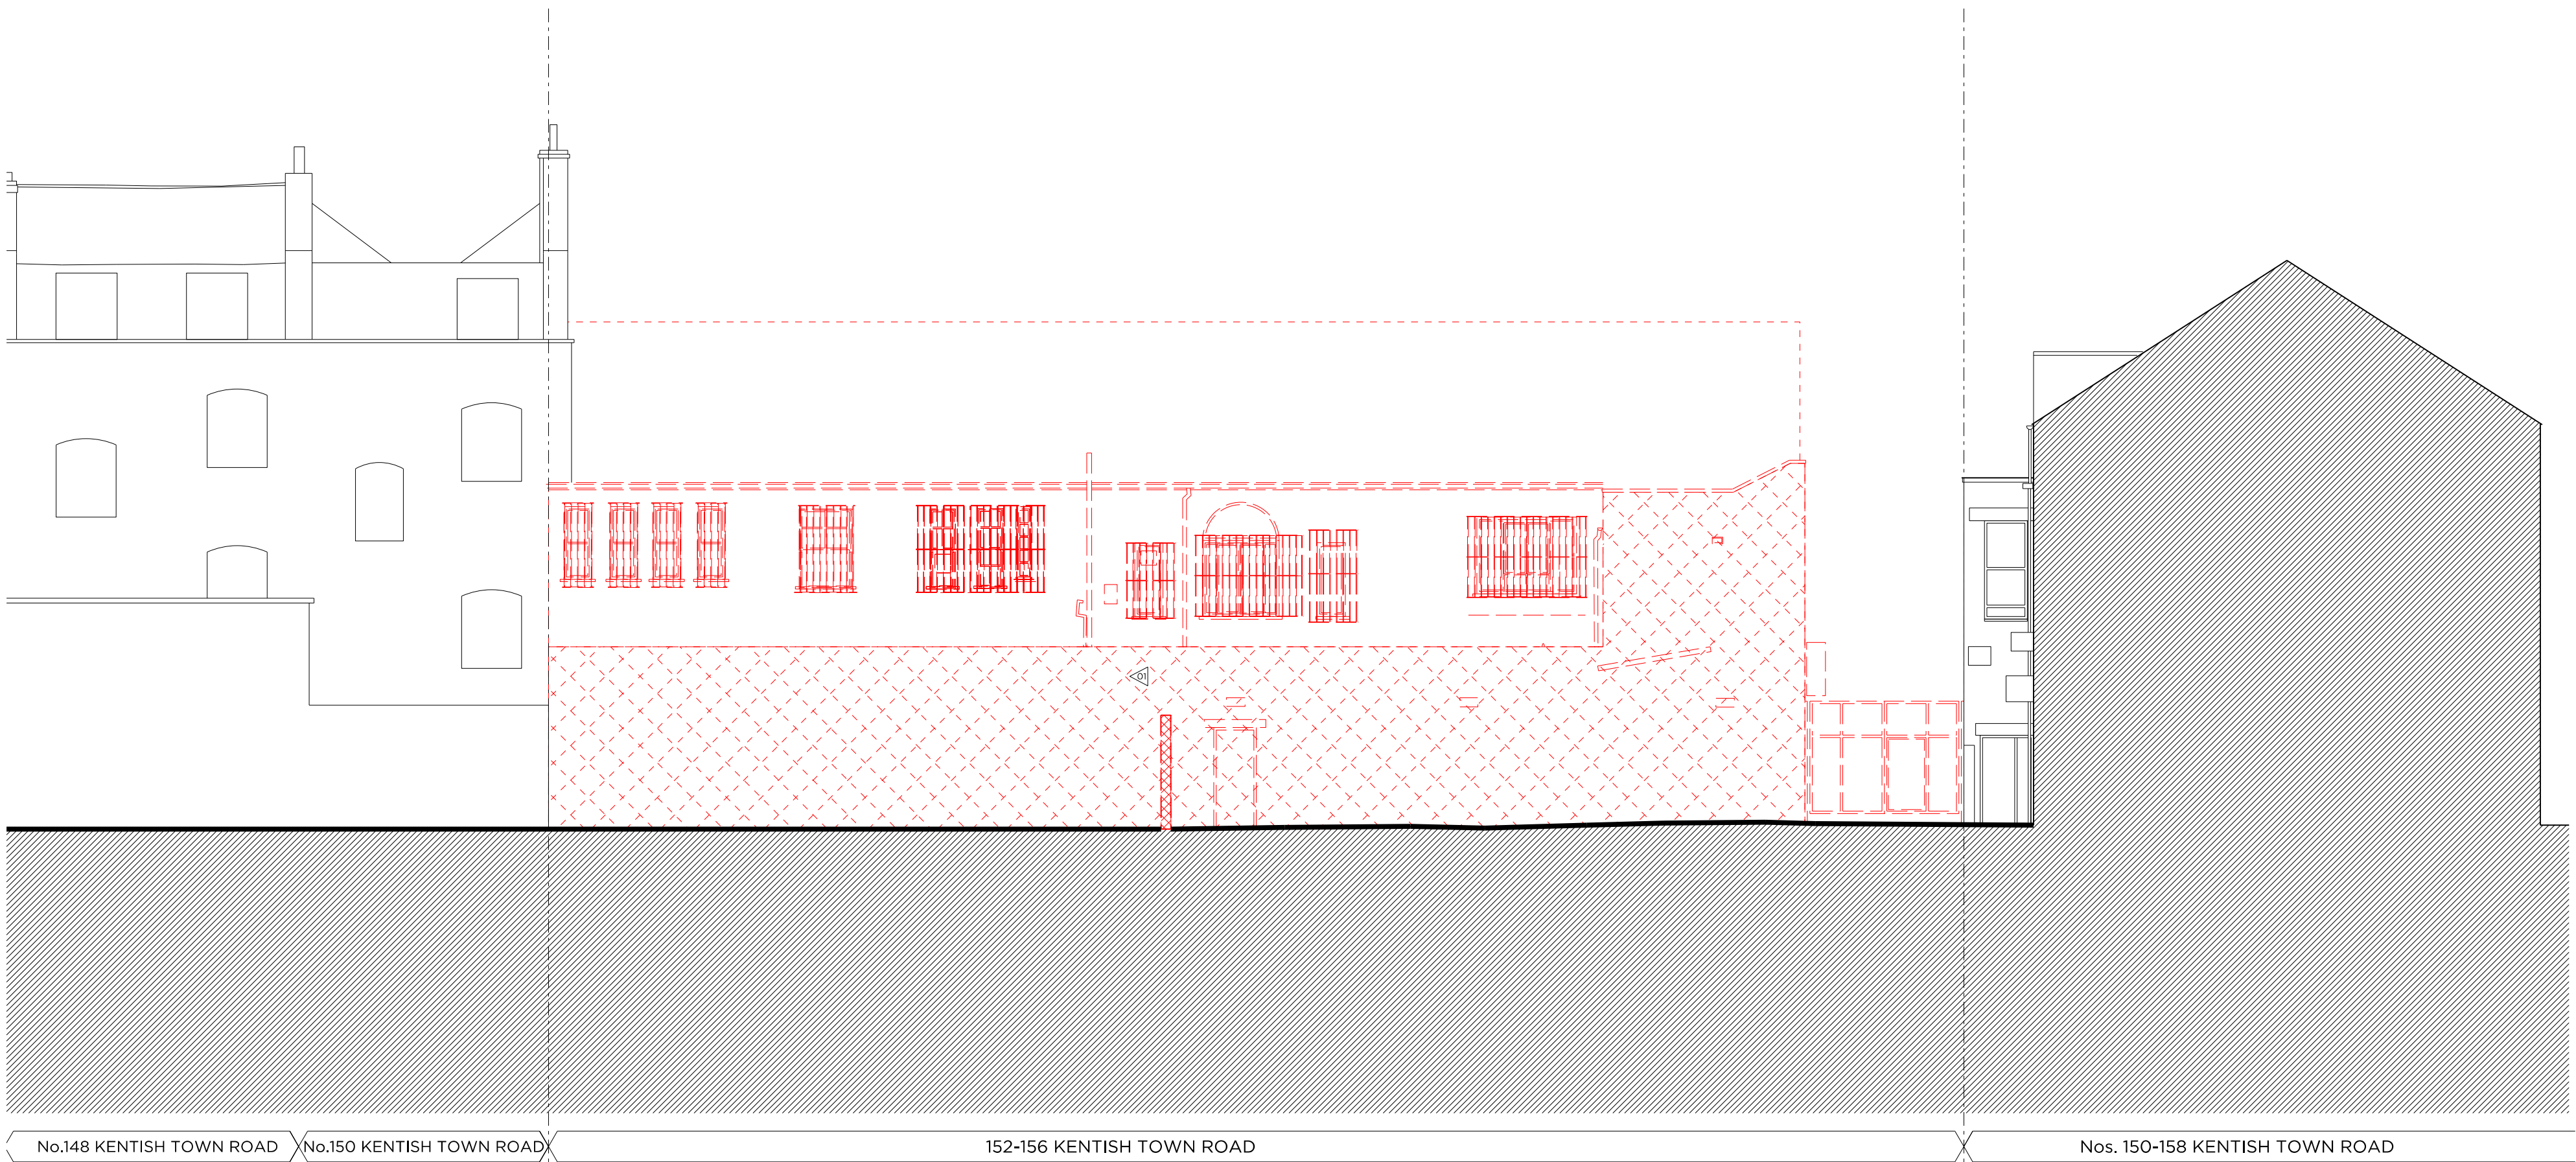 01
No.148 KENTISH TOWN ROAD
No.150 KENTISH TOWN ROAD
152-156 KENTISH TOWN ROAD
Nos. 150-158 KENTISH TOWN ROAD